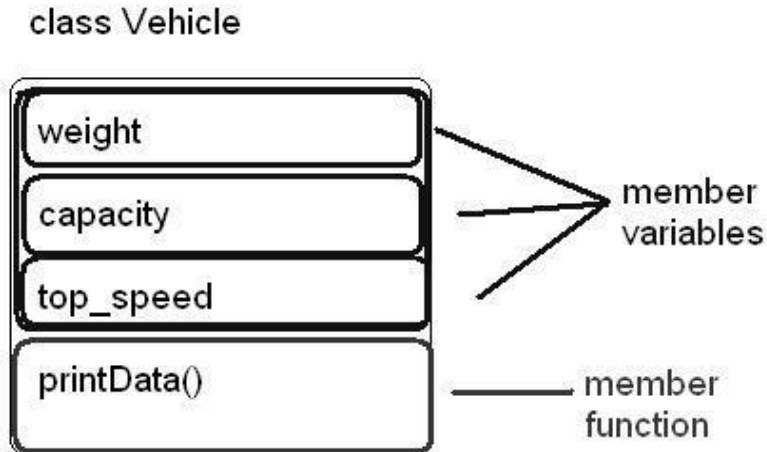 class Vehicle
weight
capacity
top_speed
printData()
member
variables
member
function